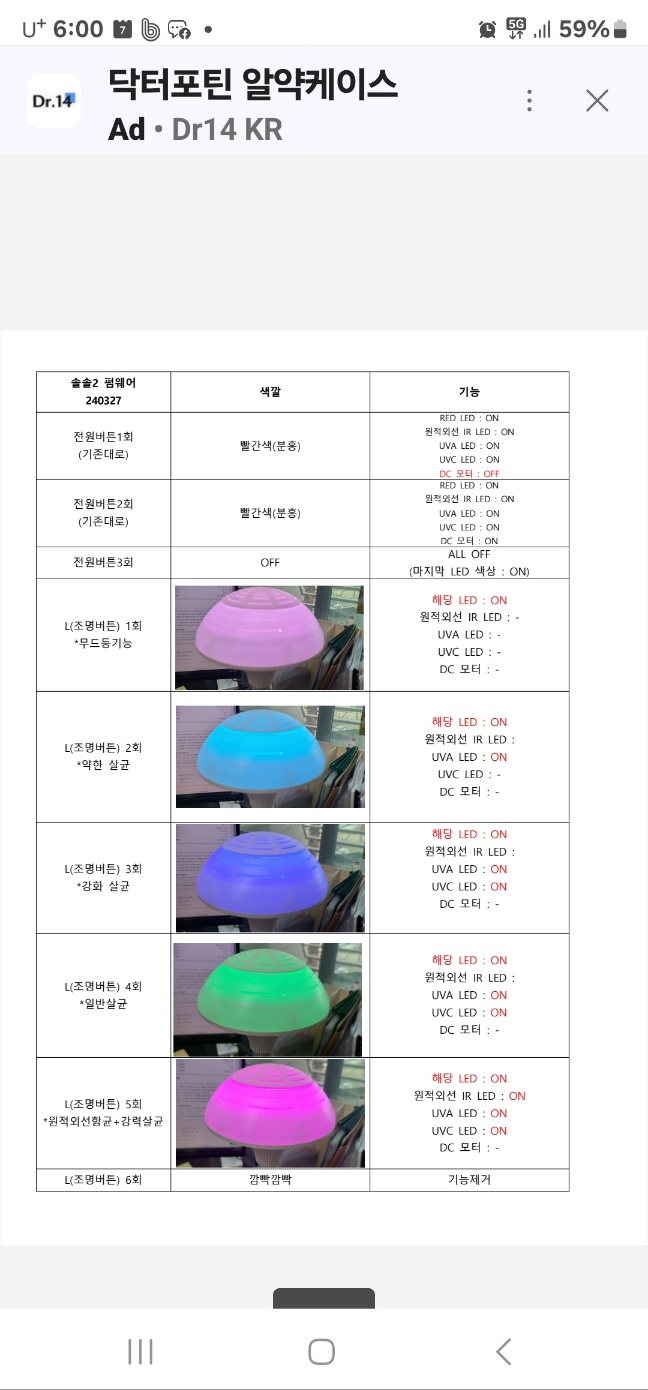 U+ 6:00 7 5G 59%
Dr.14
닥터포틴 알약케이스
Ad • Dr14 KR
솔솔2 펌웨어
240327
색깔
기능
전원버튼1회
(기존대로)
빨간색(분홍)
RED LED : ON
원적외선 IR LED : ON
UVA LED : ON
UVC LED : ON
DC 모터 : OFF
전원버튼2회
(기존대로)
빨간색(분홍)
RED LED : ON
원적외선 IR LED : ON
UVA LED : ON
UVC LED : ON
DC 모터 : ON
전원버튼3회
OFF
ALL OFF
(마지막 LED 색상 : ON)
L(조명버튼) 1회
*무드등기능
해당 LED : ON
원적외선 IR LED : -
UVA LED : -
UVC LED : -
DC 모터 : -
L(조명버튼) 2회
*약한 살균
해당 LED : ON
원적외선 IR LED :
UVA LED : ON
UVC LED : -
DC 모터 : -
L(조명버튼) 3회
*강화 살균
해당 LED : ON
원적외선 IR LED :
UVA LED : ON
UVC LED : ON
DC 모터 : -
L(조명버튼) 4회
*일반살균
해당 LED : ON
원적외선 IR LED :
UVA LED : ON
UVC LED : ON
DC 모터 : -
L(조명버튼) 5회
*원적외선항균+강력살균
해당 LED : ON
원적외선 IR LED : ON
UVA LED : ON
UVC LED : ON
DC 모터 : -
L(조명버튼) 6회
깜빡깜빡
기능제거